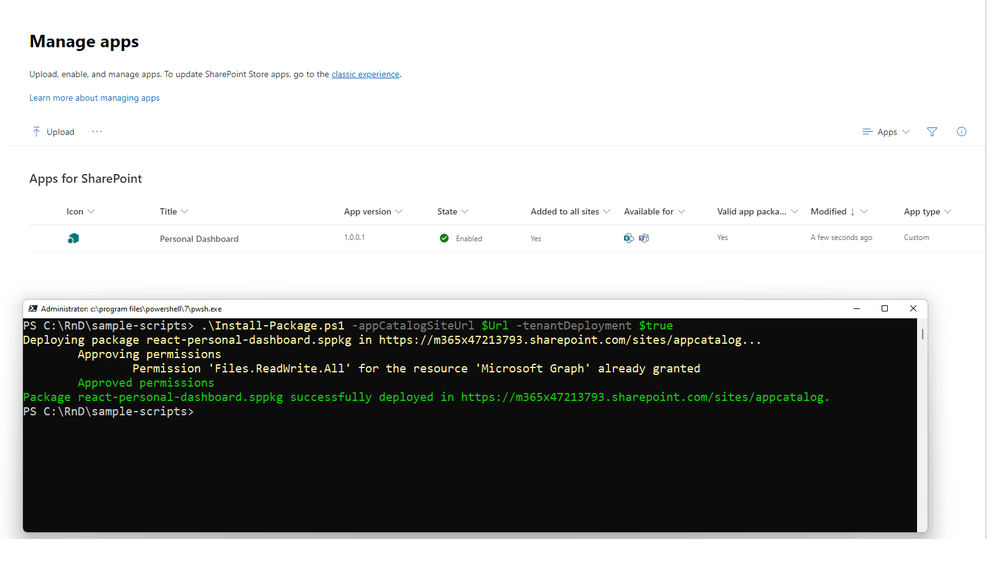 Manage apps
Upload, enable, and manage apps. To update SharePoint Store apps, go to the classic experience.
Learn more about managing apps
Upload ··· Apps
Apps for SharePoint
Icon Title App version State Added to all sites Available for Valid app packa... Modified ↓ App type
Personal Dashboard 1.0.0.1 Enabled Yes Yes A few seconds ago Custom
Administrator: c:\program files\powershell\7\pwsh.exe
PS C:\RnD\sample-scripts> .\Install-Package.ps1 -appCatalogSiteUrl $Url -tenantDeployment $true
Deploying package react-personal-dashboard.sppkg in https://m365x47213793.sharepoint.com/sites/appcatalog...
Approving permissions
Permission 'Files.ReadWrite.All' for the resource 'Microsoft Graph' already granted
Approved permissions
Package react-personal-dashboard.sppkg successfully deployed in https://m365x47213793.sharepoint.com/sites/appcatalog.
PS C:\RnD\sample-scripts>